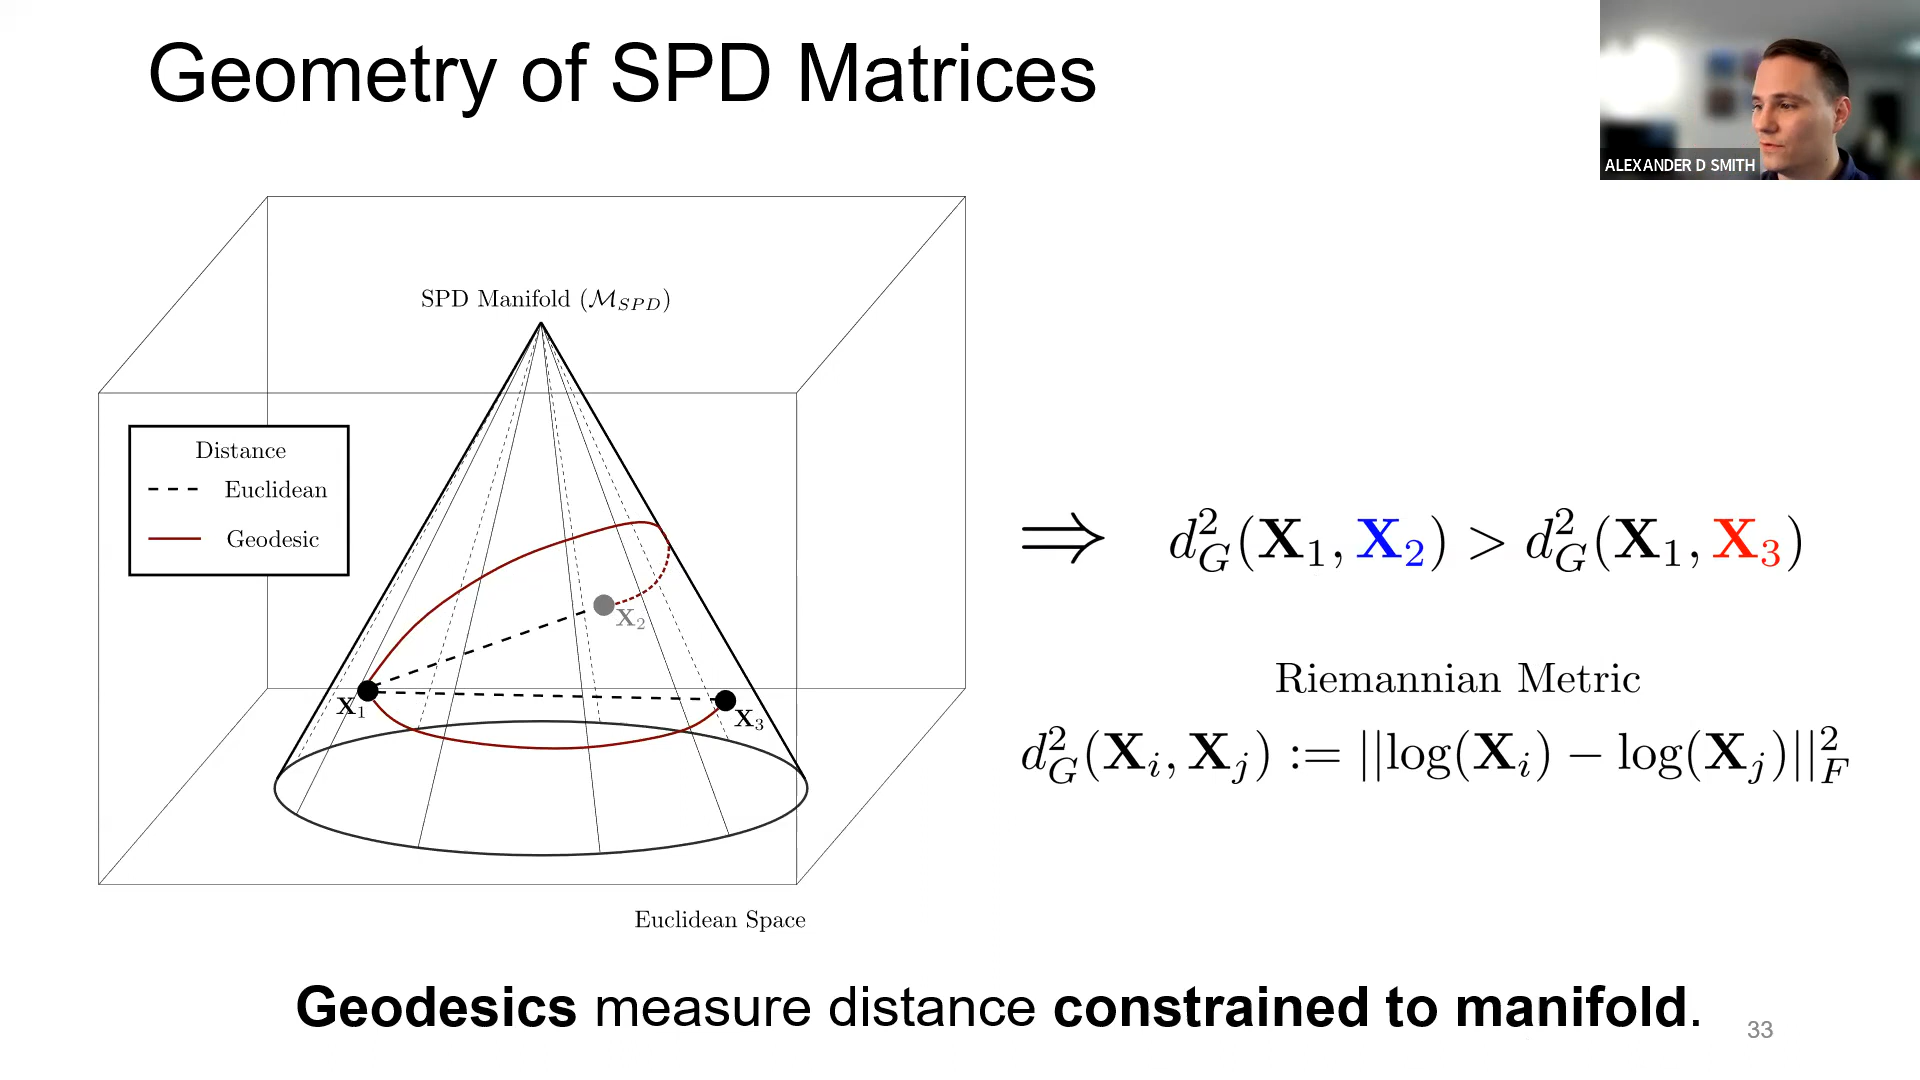 Geometry of SPD Matrices
ALEXANDER D SMITH
SPD Manifold (ℳ_{SPD})
Distance
Euclidean
Geodesic
X₂
X₁
X₃
Euclidean Space
⟹ d²_G(X₁, X₂) > d²_G(X₁, X₃)
Riemannian Metric
d²_G(X_i, X_j) := ||log(X_i) − log(X_j)||²_F
Geodesics measure distance constrained to manifold.
33